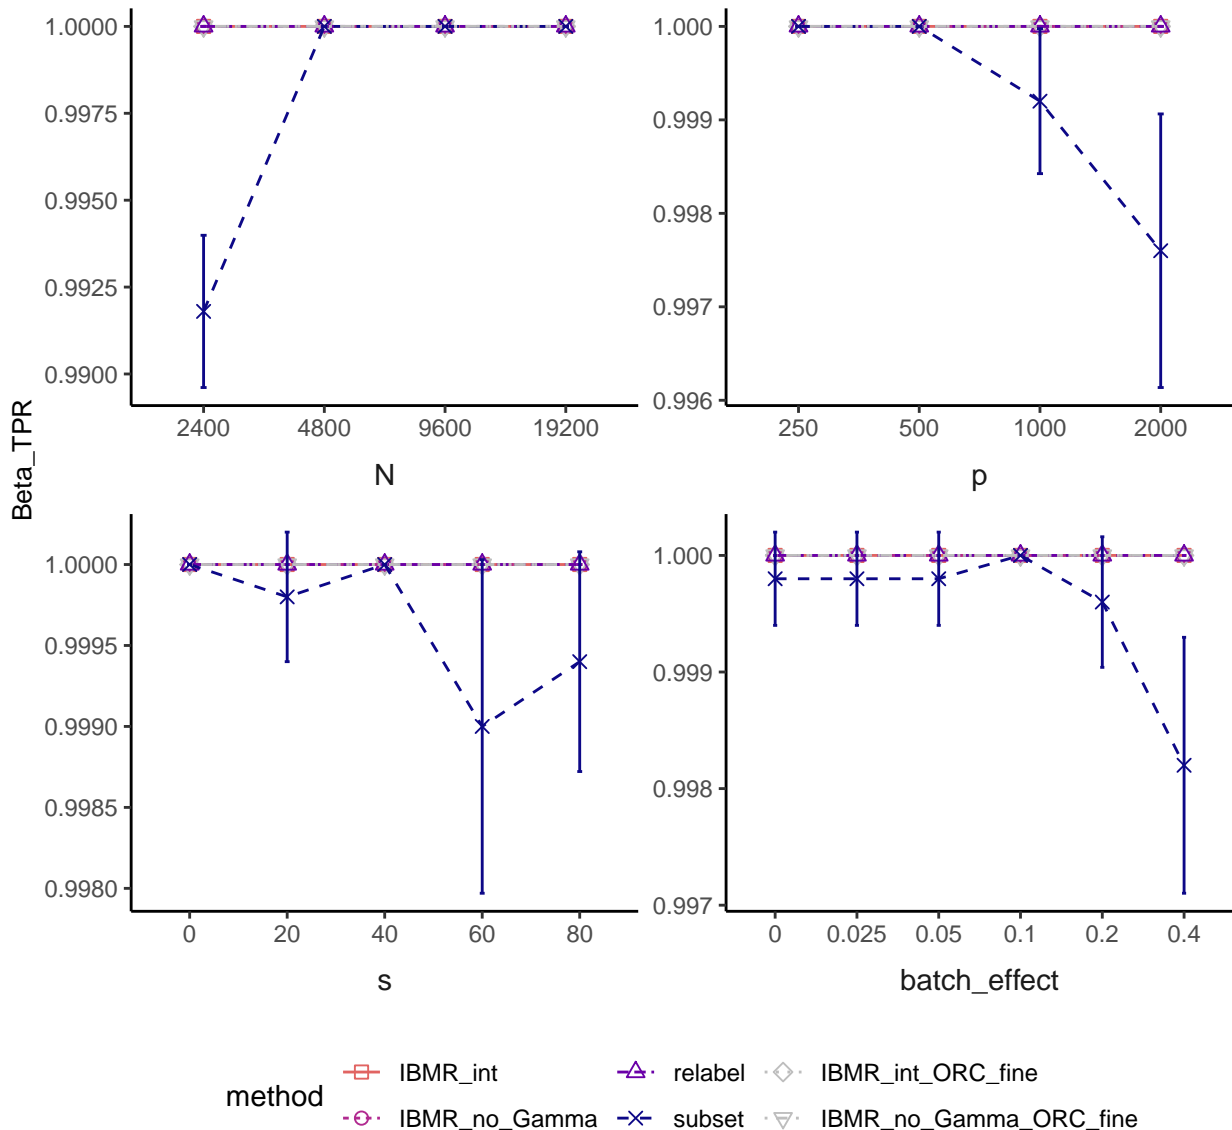 1.0000
0.9975
0.9950
0.9925
0.9900
2400 4800 9600 19200
N
1.000
0.999
0.998
0.997
0.996
250 500 1000 2000
p
Beta_TPR
1.0000
0.9995
0.9990
0.9985
0.9980
0 20 40 60 80
s
1.000
0.999
0.998
0.997
0 0.025 0.05 0.1 0.2 0.4
batch_effect
method
IBMR_int relabel IBMR_int_ORC_fine
IBMR_no_Gamma subset IBMR_no_Gamma_ORC_fine